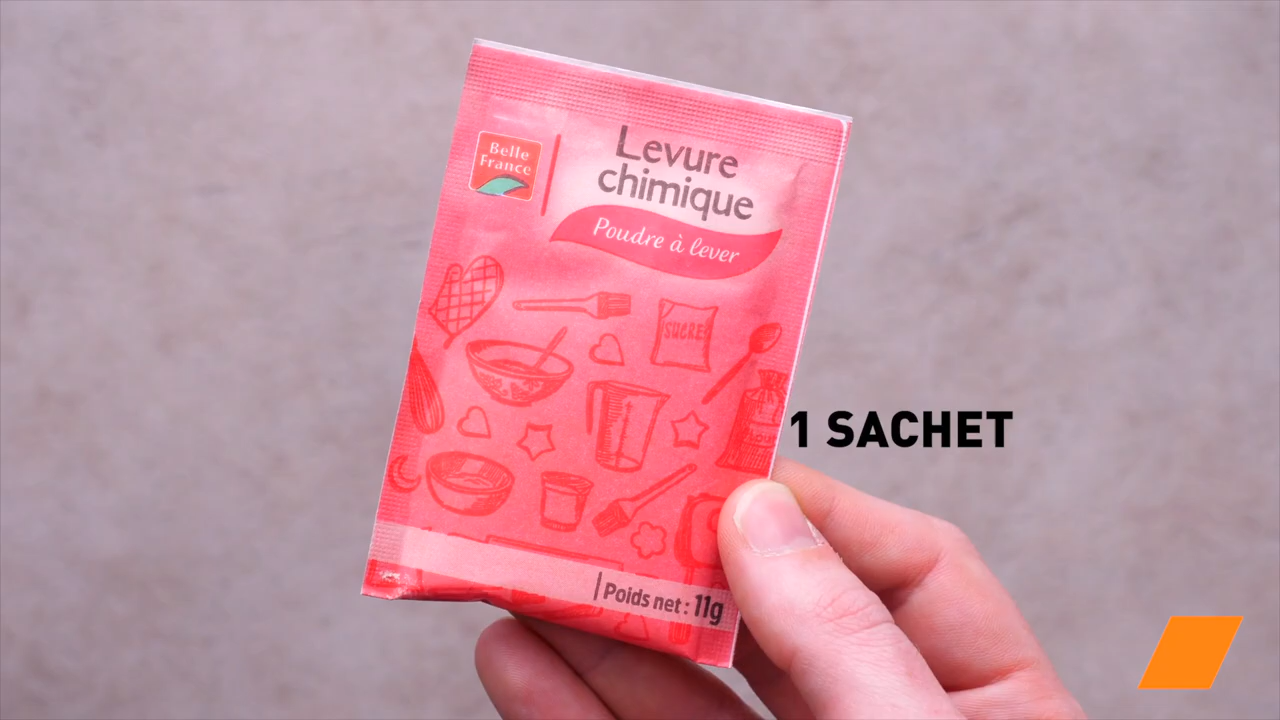 Belle
France
Levure
chimique
Poudre à lever
SUCRE
1 SACHET
Poids net : 11g